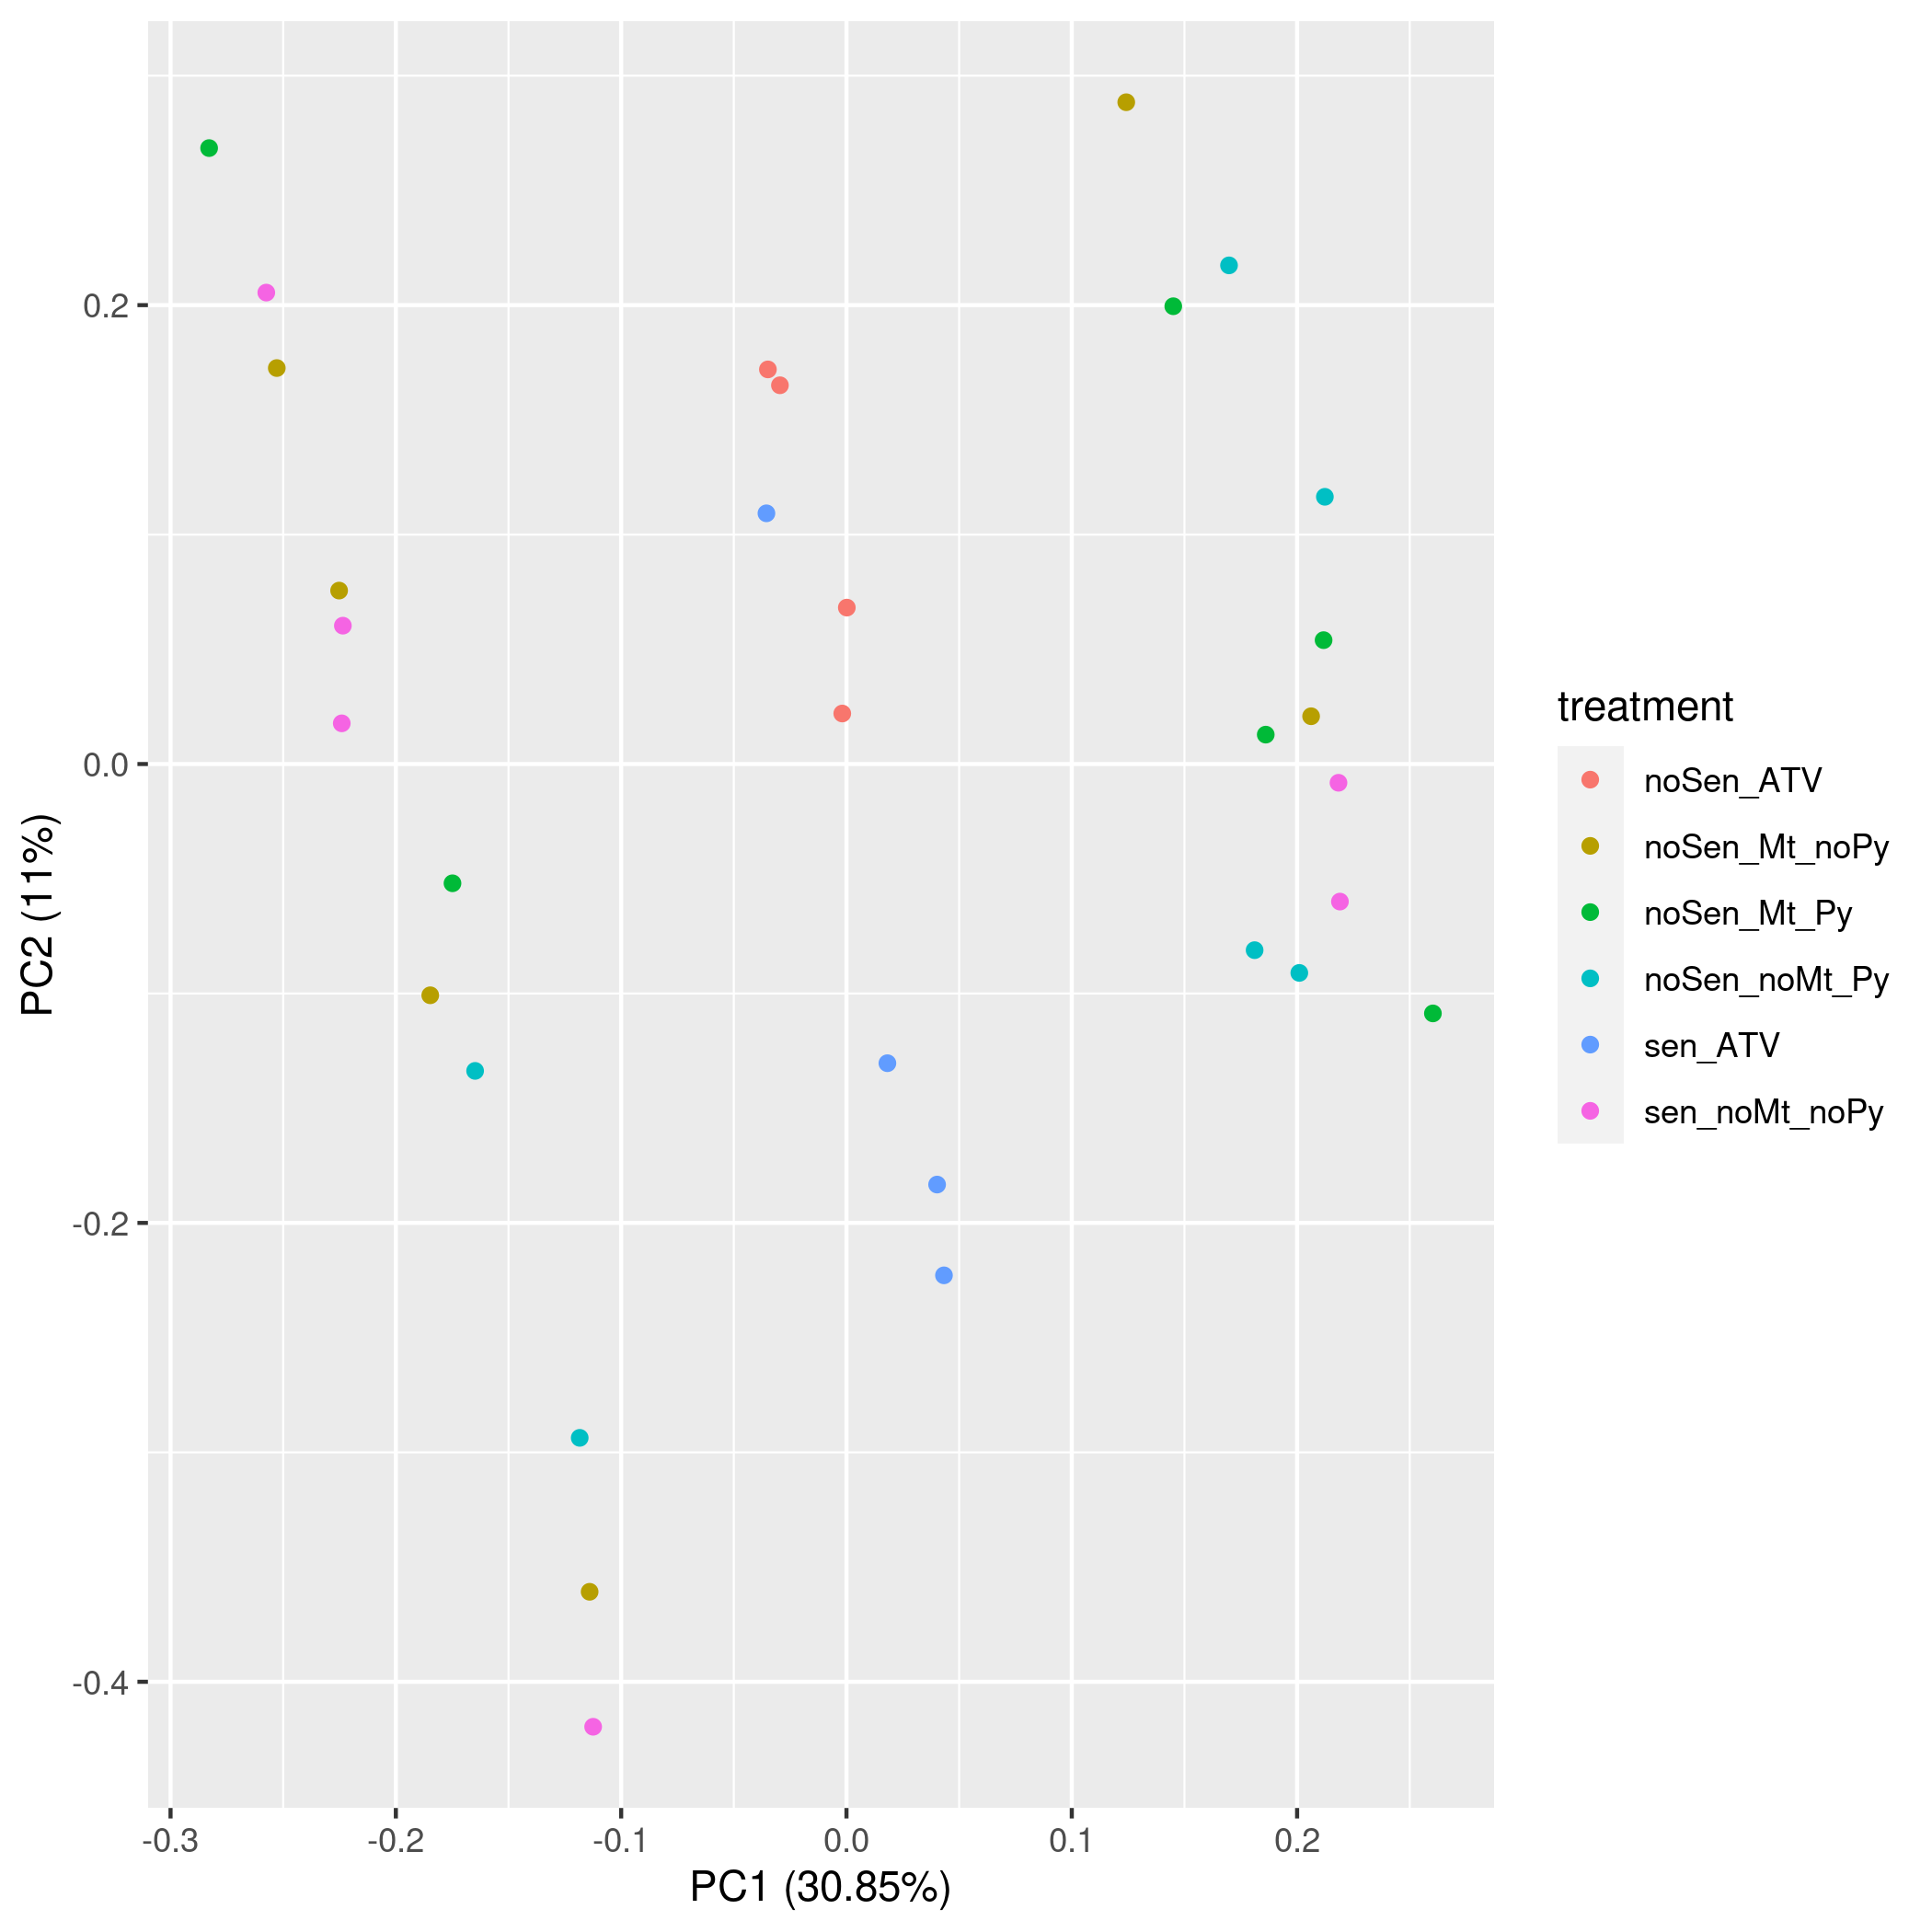 0.2
0.0
-0.2
-0.4
PC2 (11%)
-0.3
-0.2
-0.1
0.0
0.1
0.2
PC1 (30.85%)
treatment
noSen_ATV
noSen_Mt_noPy
noSen_Mt_Py
noSen_noMt_Py
sen_ATV
sen_noMt_noPy